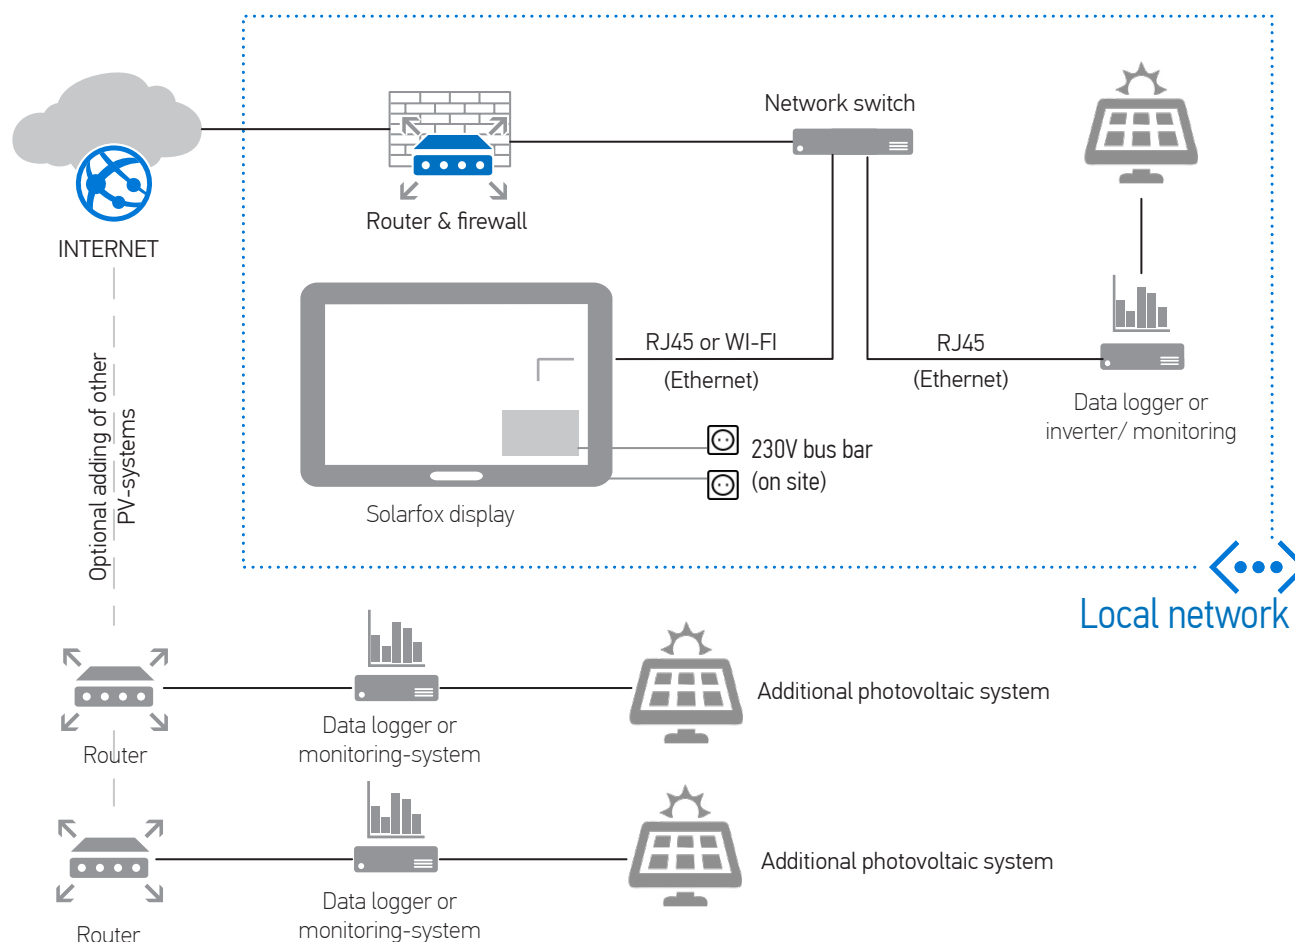 Network switch
Router & firewall
INTERNET
RJ45 or WI-FI
(Ethernet)
RJ45
(Ethernet)
Data logger or
inverter/ monitoring
230V bus bar
(on site)
Solarfox display
Optional adding of other
PV-systems
Local network
Additional photovoltaic system
Data logger or
monitoring-system
Router
Additional photovoltaic system
Data logger or
monitoring-system
Router